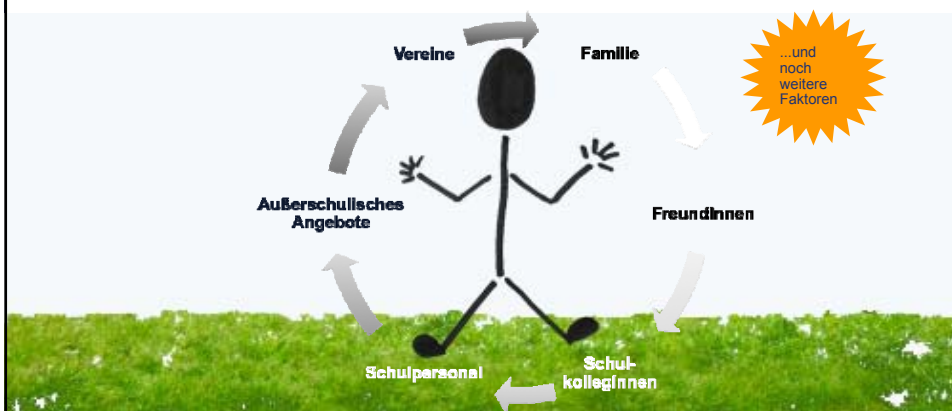 Vereine
Familie
...und
noch
weitere
Faktoren
FreundInnen
Schul-
kollegInnen
Schulpersonal
Außerschulisches
Angebote